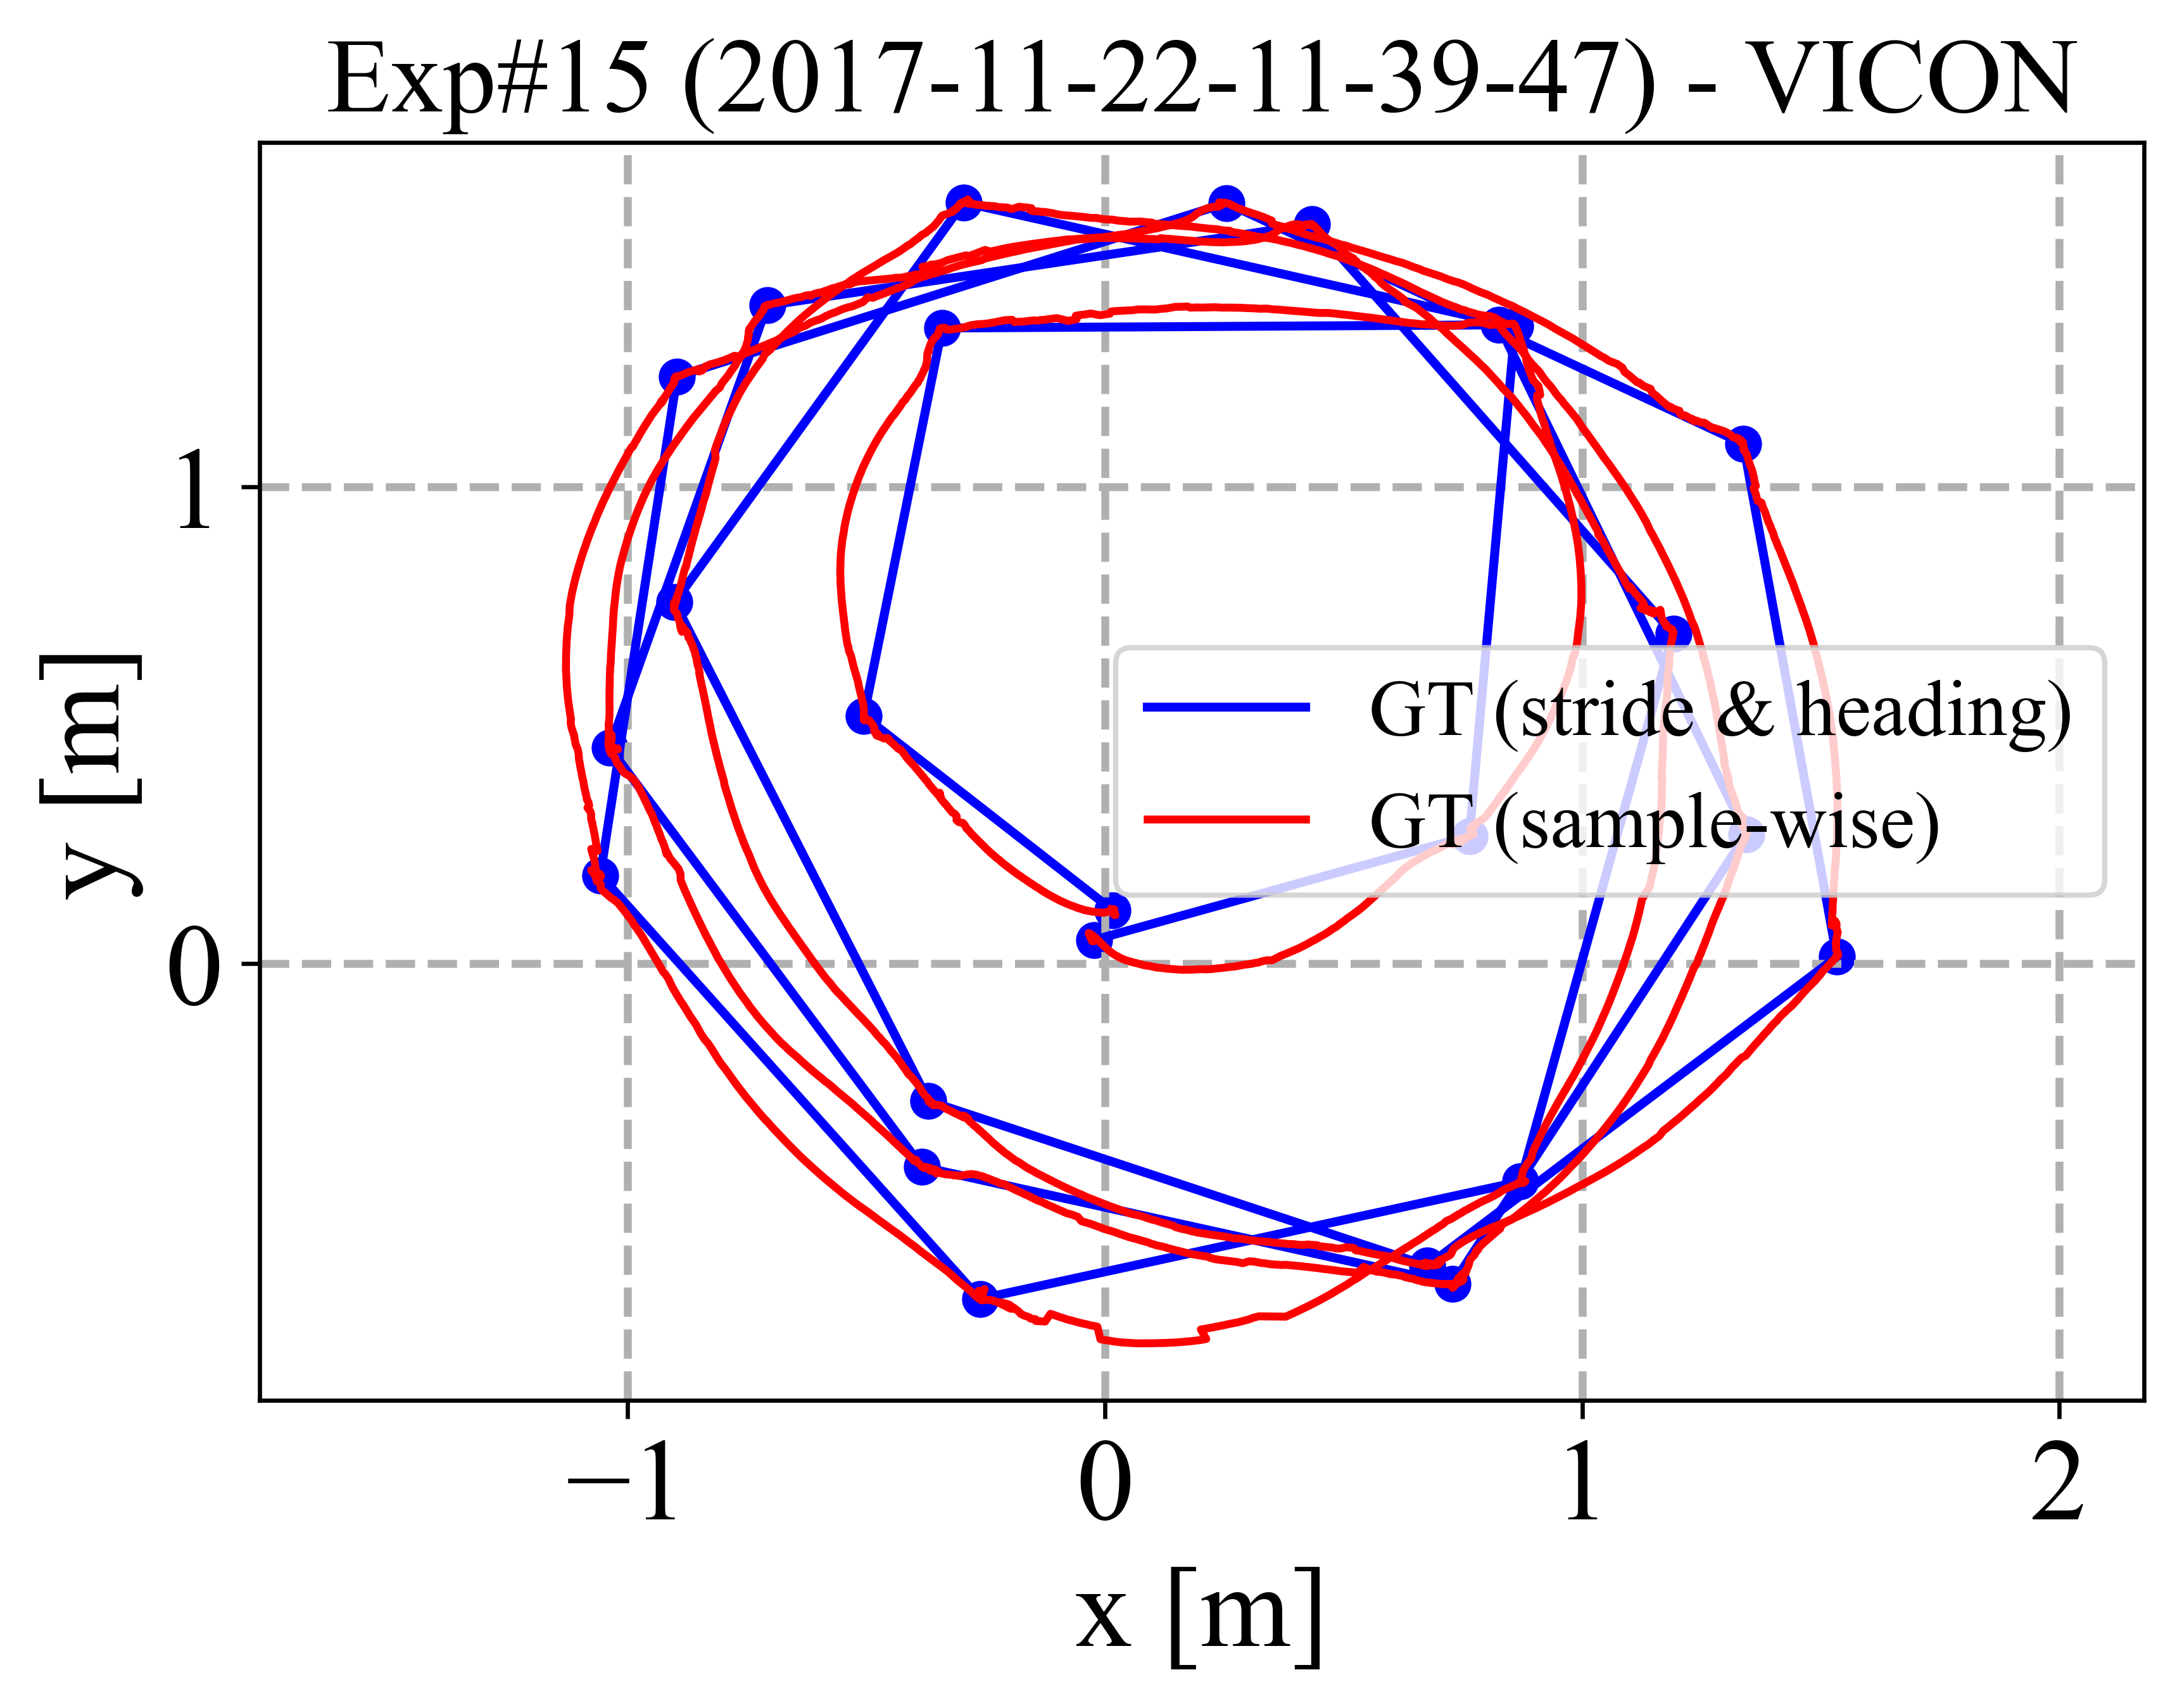 Exp#15 (2017-11-22-11-39-47) - VICON
y [m]
1
0
GT (stride & heading)
GT (sample-wise)
−1
0
1
2
x [m]